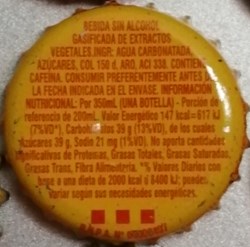 BEBIDA SIN ALCOHOL
GASIFICADA DE EXTRACTOS
VEGETALES.INGR: AGUA CARBONATADA,
AZÚCARES, COL 150 d, ARO, ACI 338, CONTIENE
CAFEÍNA. CONSUMIR PREFERENTEMENTE ANTES DE
LA FECHA INDICADA EN EL ENVASE. INFORMACIÓN
NUTRICIONAL: Por 350mL (UNA BOTELLA) - Porción de
referencia de 200mL. Valor Energético 147 kcal=617 kJ
(7%VD*). Carbohidratos 39 g (13%VD), de los cuales
Azúcares 39 g, Sodio 21 mg (1%VD). No aporta cantidades
significativas de Proteínas, Grasas Totales, Grasas Saturadas,
Grasas Trans, Fibra Alimentaria. *% Valores Diarios con
base a una dieta de 2000 kcal ó 8400 kJ; pueden
variar según sus necesidades energéticas.